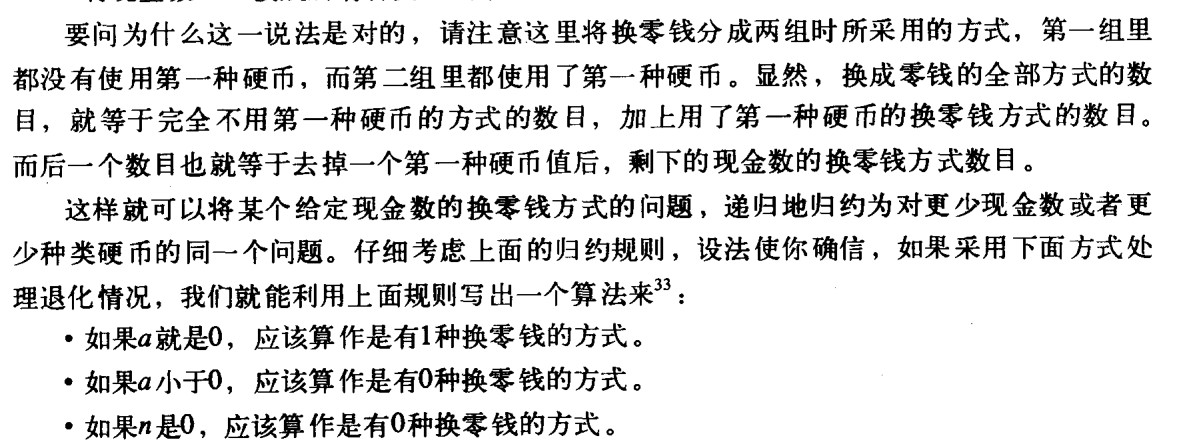 要问为什么这一说法是对的，请注意这里将换零钱分成两组时所采用的方式，第一组里
都没有使用第一种硬币，而第二组里都使用了第一种硬币。显然，换成零钱的全部方式的数
目，就等于完全不用第一种硬币的方式的数目，加上用了第一种硬币的换零钱方式的数目。
而后一个数目也就等于去掉一个第一种硬币值后，剩下的现金数的换零钱方式数目。
这样就可以将某个给定现金数的换零钱方式的问题，递归地归约为对更少现金数或者更
少种类硬币的同一个问题。仔细考虑上面的归约规则，设法使你确信，如果采用下面方式处
理退化情况，我们就能利用上面规则写出一个算法来33：
• 如果a就是0，应该算作是有1种换零钱的方式。
• 如果a小于0，应该算作是有0种换零钱的方式。
• 如果n是0，应该算作是有0种换零钱的方式。